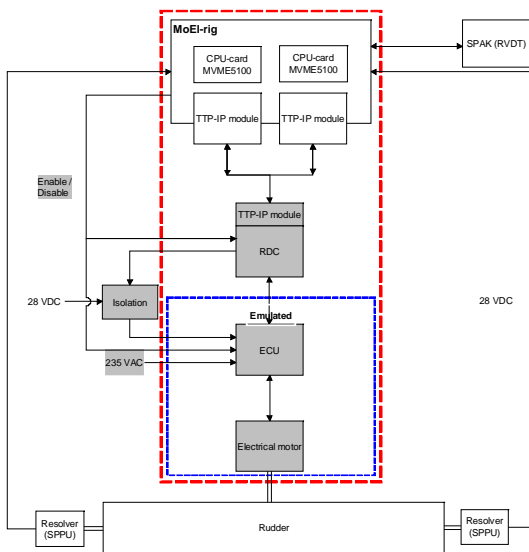 MoEl-rig
SPAK (RVDT)
CPU-card
MVME5100
CPU-card
MVME5100
TTP-IP module
TTP-IP module
Enable /
Disable
TTP-IP module
RDC
28 VDC
Isolation
28 VDC
Emulated
ECU
235 VAC
Electrical motor
Resolver
(SPPU)
Rudder
Resolver
(SPPU)